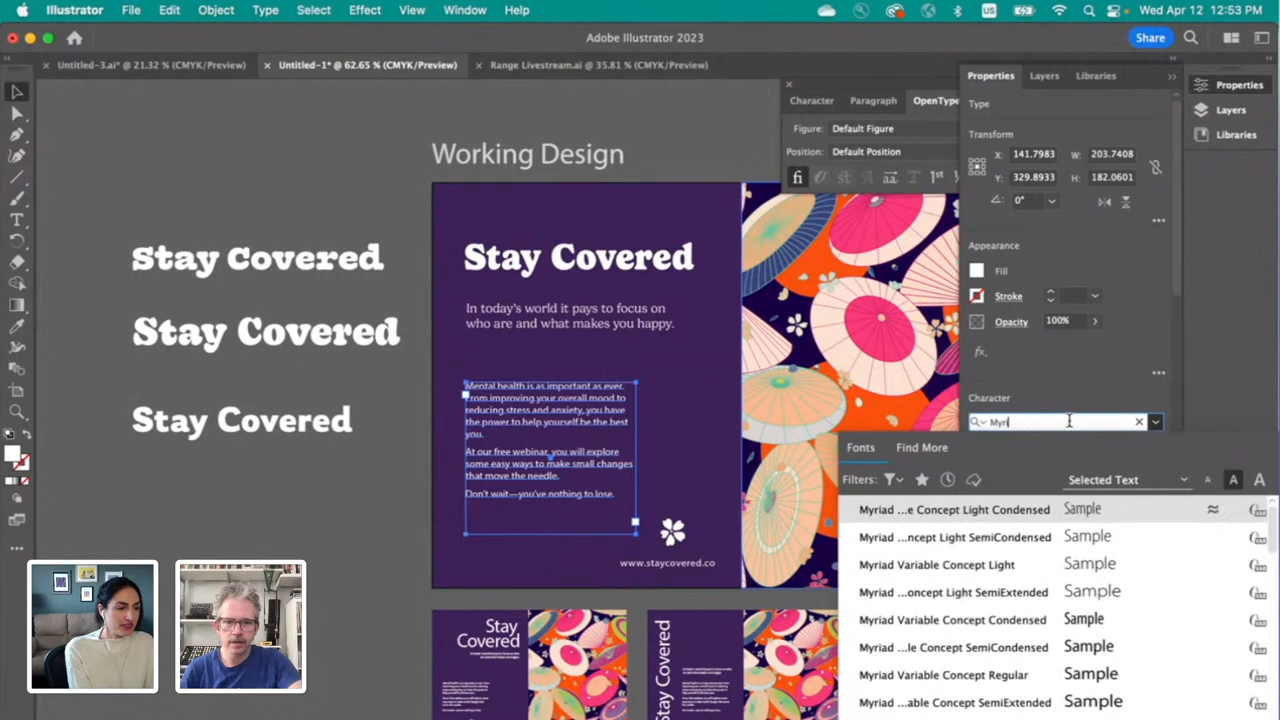 Illustrator File Edit Object Type Select Effect View Window Help
Wed Apr 12 12:53 PM
Adobe Illustrator 2023
Share
Untitled-3.ai* @ 21.32 % (CMYK/Preview)
Untitled-1* @ 62.65 % (CMYK/Preview)
Range Livestream.ai @ 35.81 % (CMYK/Preview)
Character Paragraph OpenType
Figure: Default Figure
Position: Default Position
Properties Layers Libraries
Type
Transform
X: 141.7983 W: 203.7408
Y: 329.8933 H: 182.0601
0°
Appearance
Fill
Stroke
Opacity 100%
Character
Myri
Properties
Layers
Libraries
Working Design
Stay Covered
Stay Covered
Stay Covered
Stay Covered
In today's world it pays to focus on
who are and what makes you happy.
Mental health is as important as ever.
From improving your overall mood to
reducing stress and anxiety, you have
the power to help yourself be the best
you.
At our free webinar, you will explore
some easy ways to make small changes
that move the needle.
Don't wait—you've nothing to lose.
www.staycovered.co
Stay
Covered
Stay Covered
Fonts Find More
Filters: Selected Text
Myriad ...e Concept Light Condensed Sample
Myriad ...ncept Light SemiCondensed Sample
Myriad Variable Concept Light Sample
Myriad ...oncept Light SemiExtended Sample
Myriad Variable Concept Condensed Sample
Myriad ...le Concept SemiCondensed Sample
Myriad Variable Concept Regular Sample
Myriad ...able Concept SemiExtended Sample